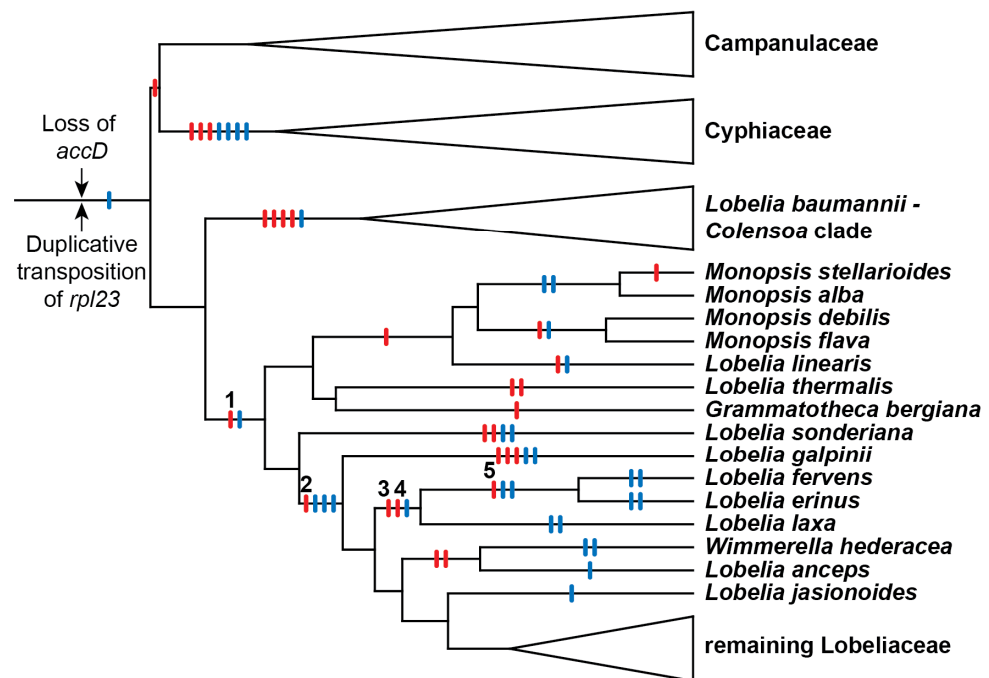 Campanulaceae
Loss of
accD
Cyphiaceae
Duplicative
transposition
of rpl23
Lobelia baumannii -
Colensoa clade
Monopsis stellarioides
Monopsis alba
Monopsis debilis
Monopsis flava
Lobelia linearis
Lobelia thermalis
1
Grammatotheca bergiana
Lobelia sonderiana
Lobelia galpinii
5
Lobelia fervens
2
3 4
Lobelia erinus
Lobelia laxa
Wimmerella hederacea
Lobelia anceps
Lobelia jasionoides
remaining Lobeliaceae